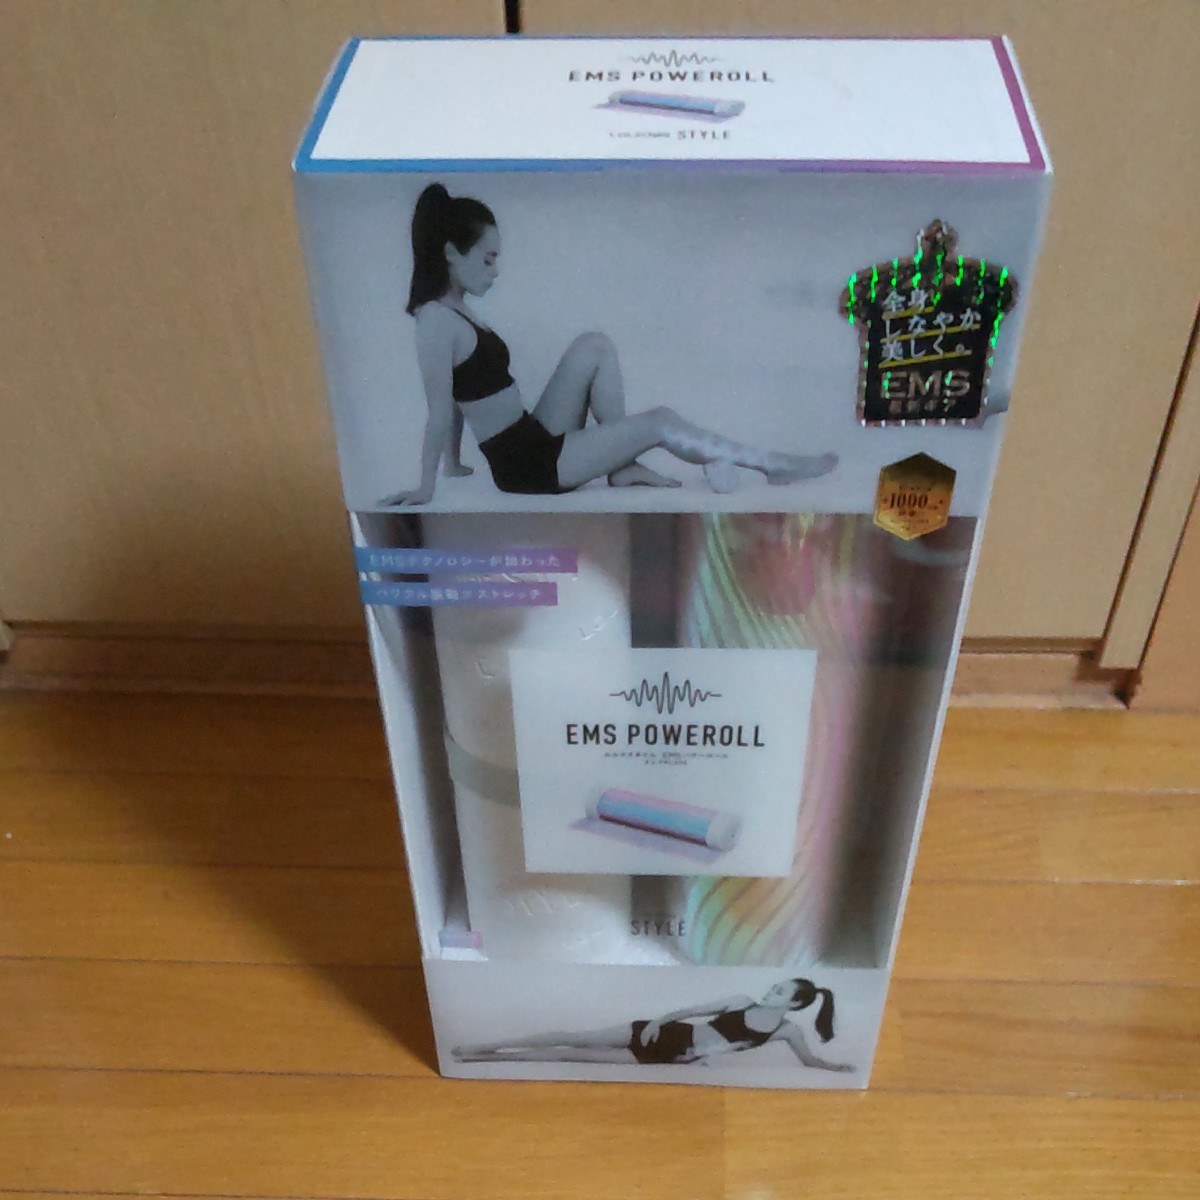 EMS POWEROLL
STYLE
全身
しなやか
美しく。
EMS
1000
EMSテクノロジーが加わった
パワフル振動×ストレッチ
EMS POWEROLL
STYLE